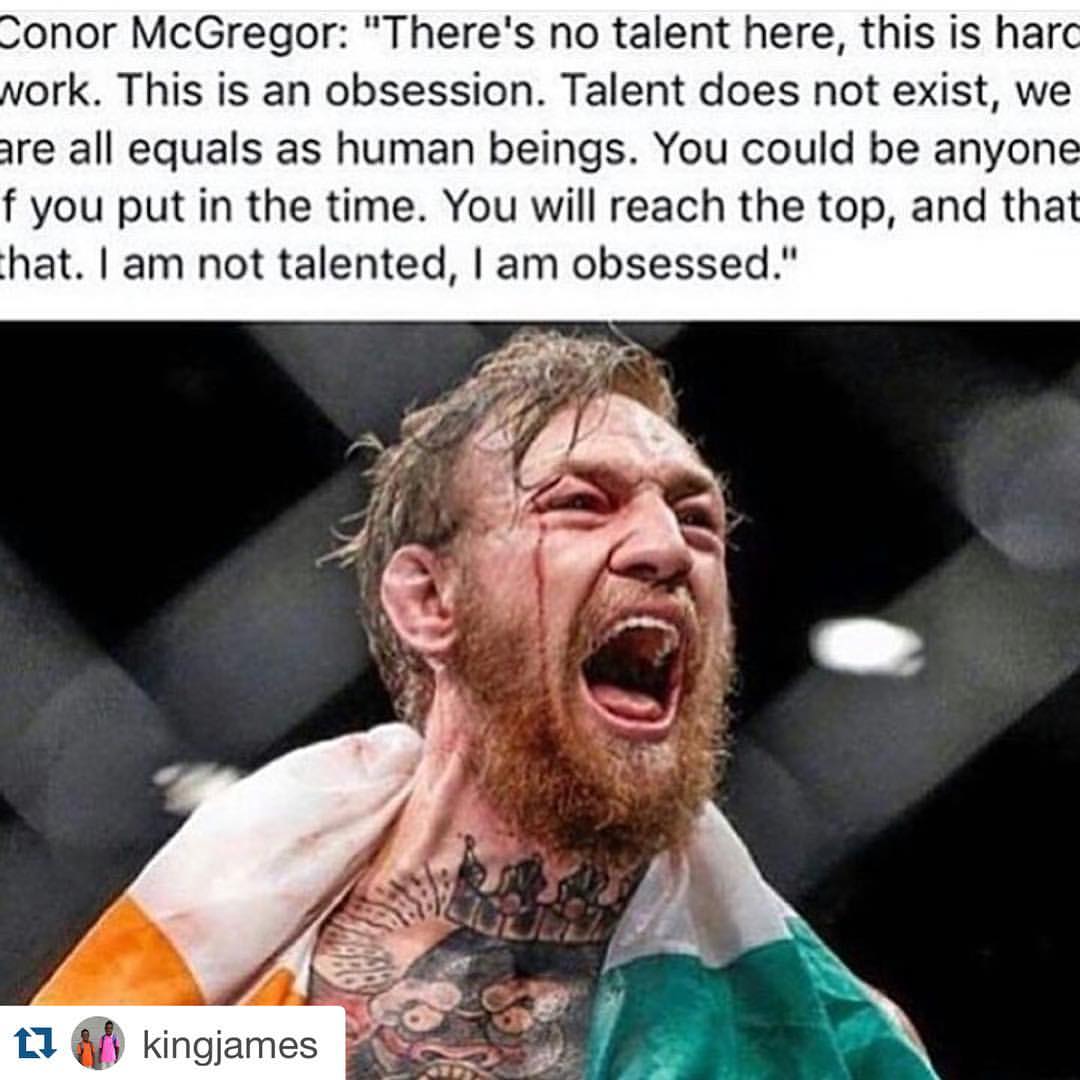 Conor McGregor: "There's no talent here, this is hard
work. This is an obsession. Talent does not exist, we
are all equals as human beings. You could be anyone
if you put in the time. You will reach the top, and that
that. I am not talented, I am obsessed."
kingjames